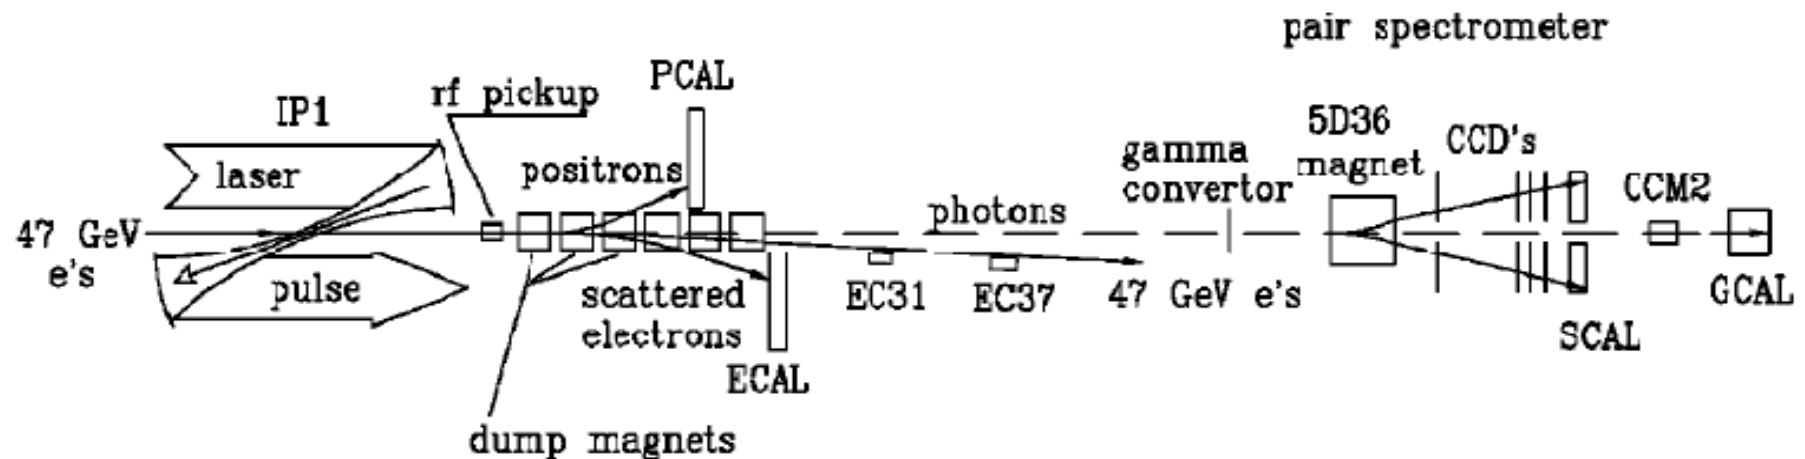 pair spectrometer
PCAL
rf pickup
IP1
5D36
magnet
CCD's
gamma
convertor
positrons
laser
CCM2
photons
47 GeV
e's
pulse
scattered
electrons
EC31
EC37
47 GeV e's
GCAL
SCAL
ECAL
dump magnets